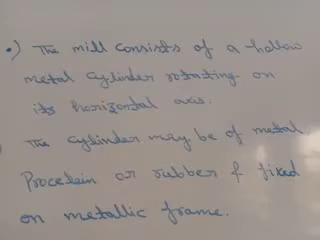 •) The mill consists of a hollow
metal cylinder rotating on
its horizontal axis.
The cylinder may be of metal
Procelein or rubber & fixed
on metallic frame.